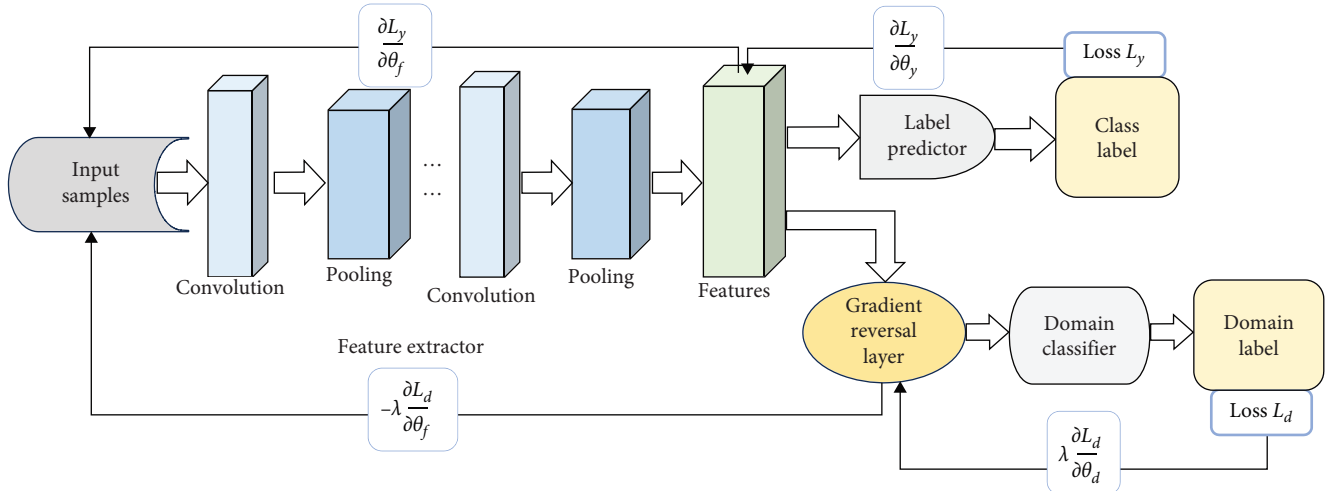 ∂L_y
∂θ_f
∂L_y
∂θ_y
Loss L_y
Input
samples
...
...
Label
predictor
Class
label
Convolution
Pooling
Convolution
Pooling
Features
Gradient
reversal
layer
Domain
classifier
Domain
label
Feature extractor
–λ ∂L_d
∂θ_f
Loss L_d
λ ∂L_d
∂θ_d